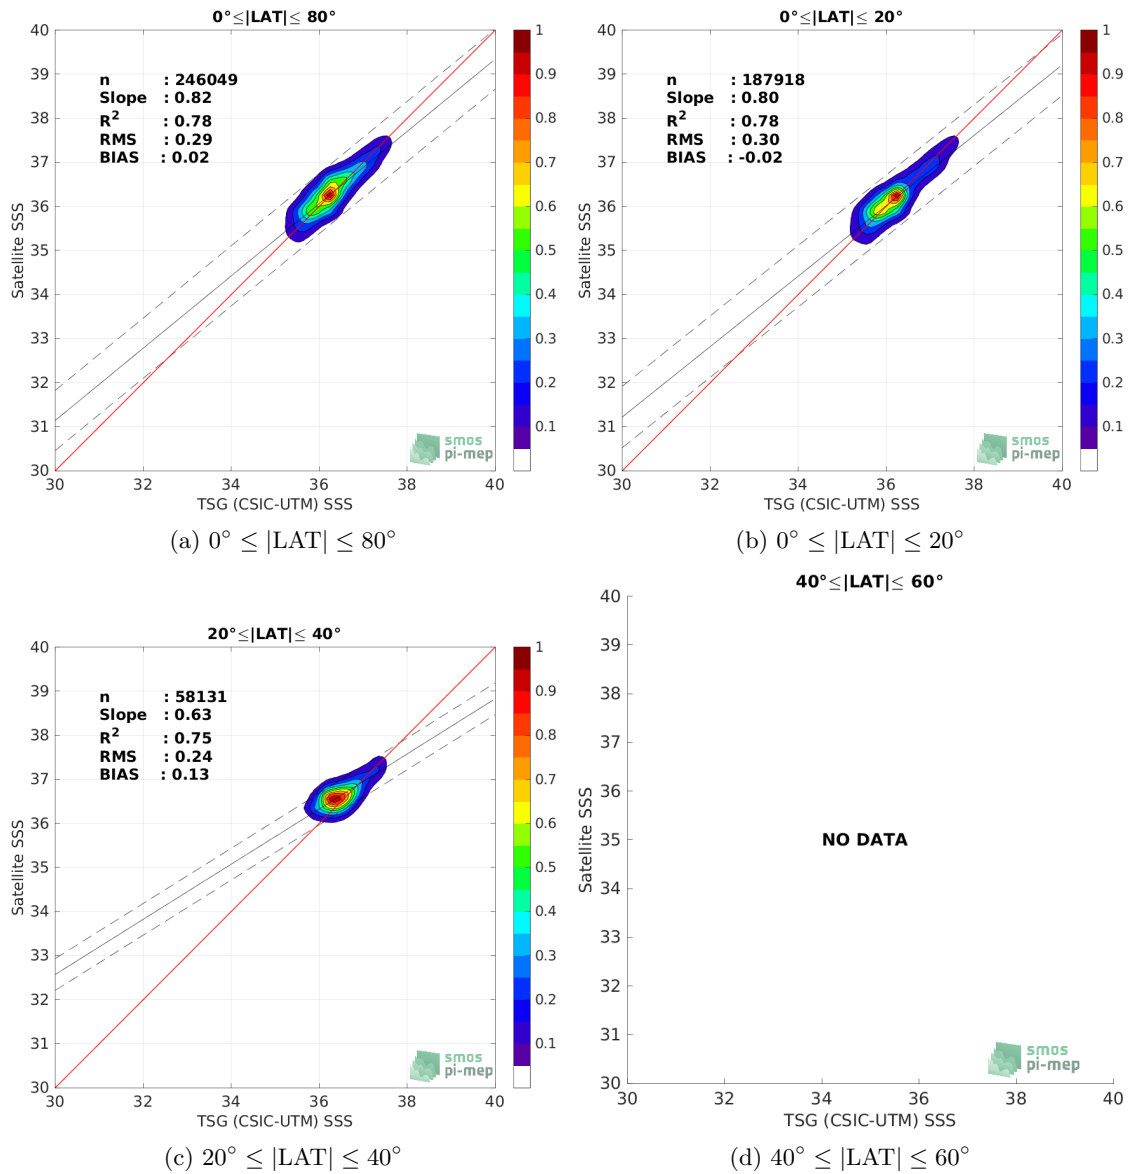 0°≤|LAT|≤ 80°
n : 246049
Slope : 0.82
R² : 0.78
RMS : 0.29
BIAS : 0.02
40
39
38
37
36
35
34
33
32
31
30
30 32 34 36 38 40
Satellite SSS
TSG (CSIC-UTM) SSS
1
0.9
0.8
0.7
0.6
0.5
0.4
0.3
0.2
0.1
smos
pi-mep
(a) 0° ≤ |LAT| ≤ 80°
0°≤|LAT|≤ 20°
n : 187918
Slope : 0.80
R² : 0.78
RMS : 0.30
BIAS : -0.02
40
39
38
37
36
35
34
33
32
31
30
30 32 34 36 38 40
Satellite SSS
TSG (CSIC-UTM) SSS
1
0.9
0.8
0.7
0.6
0.5
0.4
0.3
0.2
0.1
smos
pi-mep
(b) 0° ≤ |LAT| ≤ 20°
20°≤|LAT|≤ 40°
n : 58131
Slope : 0.63
R² : 0.75
RMS : 0.24
BIAS : 0.13
40
39
38
37
36
35
34
33
32
31
30
30 32 34 36 38 40
Satellite SSS
TSG (CSIC-UTM) SSS
1
0.9
0.8
0.7
0.6
0.5
0.4
0.3
0.2
0.1
smos
pi-mep
(c) 20° ≤ |LAT| ≤ 40°
40°≤|LAT|≤ 60°
40
39
38
37
36
35
34
33
32
31
30
30 32 34 36 38 40
Satellite SSS
NO DATA
TSG (CSIC-UTM) SSS
smos
pi-mep
(d) 40° ≤ |LAT| ≤ 60°